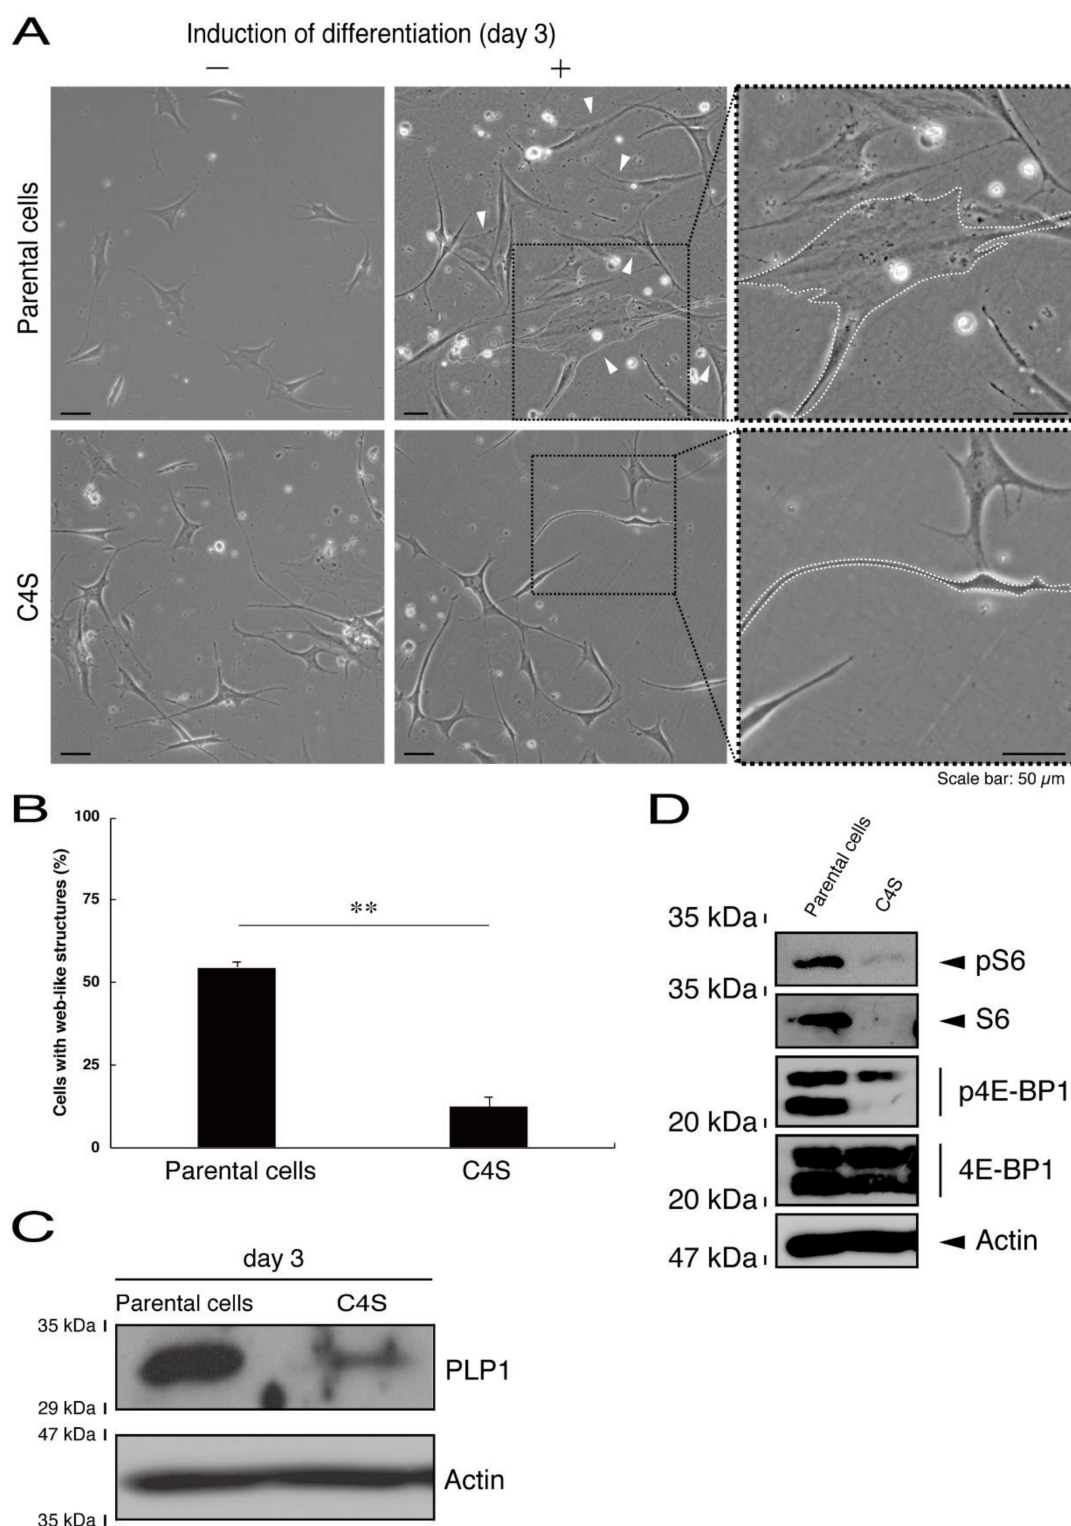 A
Induction of differentiation (day 3)
— +
Parental cells
C4S
Scale bar: 50 µm
B
Cells with web-like structures (%)
100
75
50
25
0
**
Parental cells C4S
C
day 3
Parental cells C4S
35 kDa
PLP1
29 kDa
47 kDa
Actin
35 kDa
D
Parental cells C4S
35 kDa
pS6
35 kDa
S6
p4E-BP1
20 kDa
4E-BP1
20 kDa
Actin
47 kDa